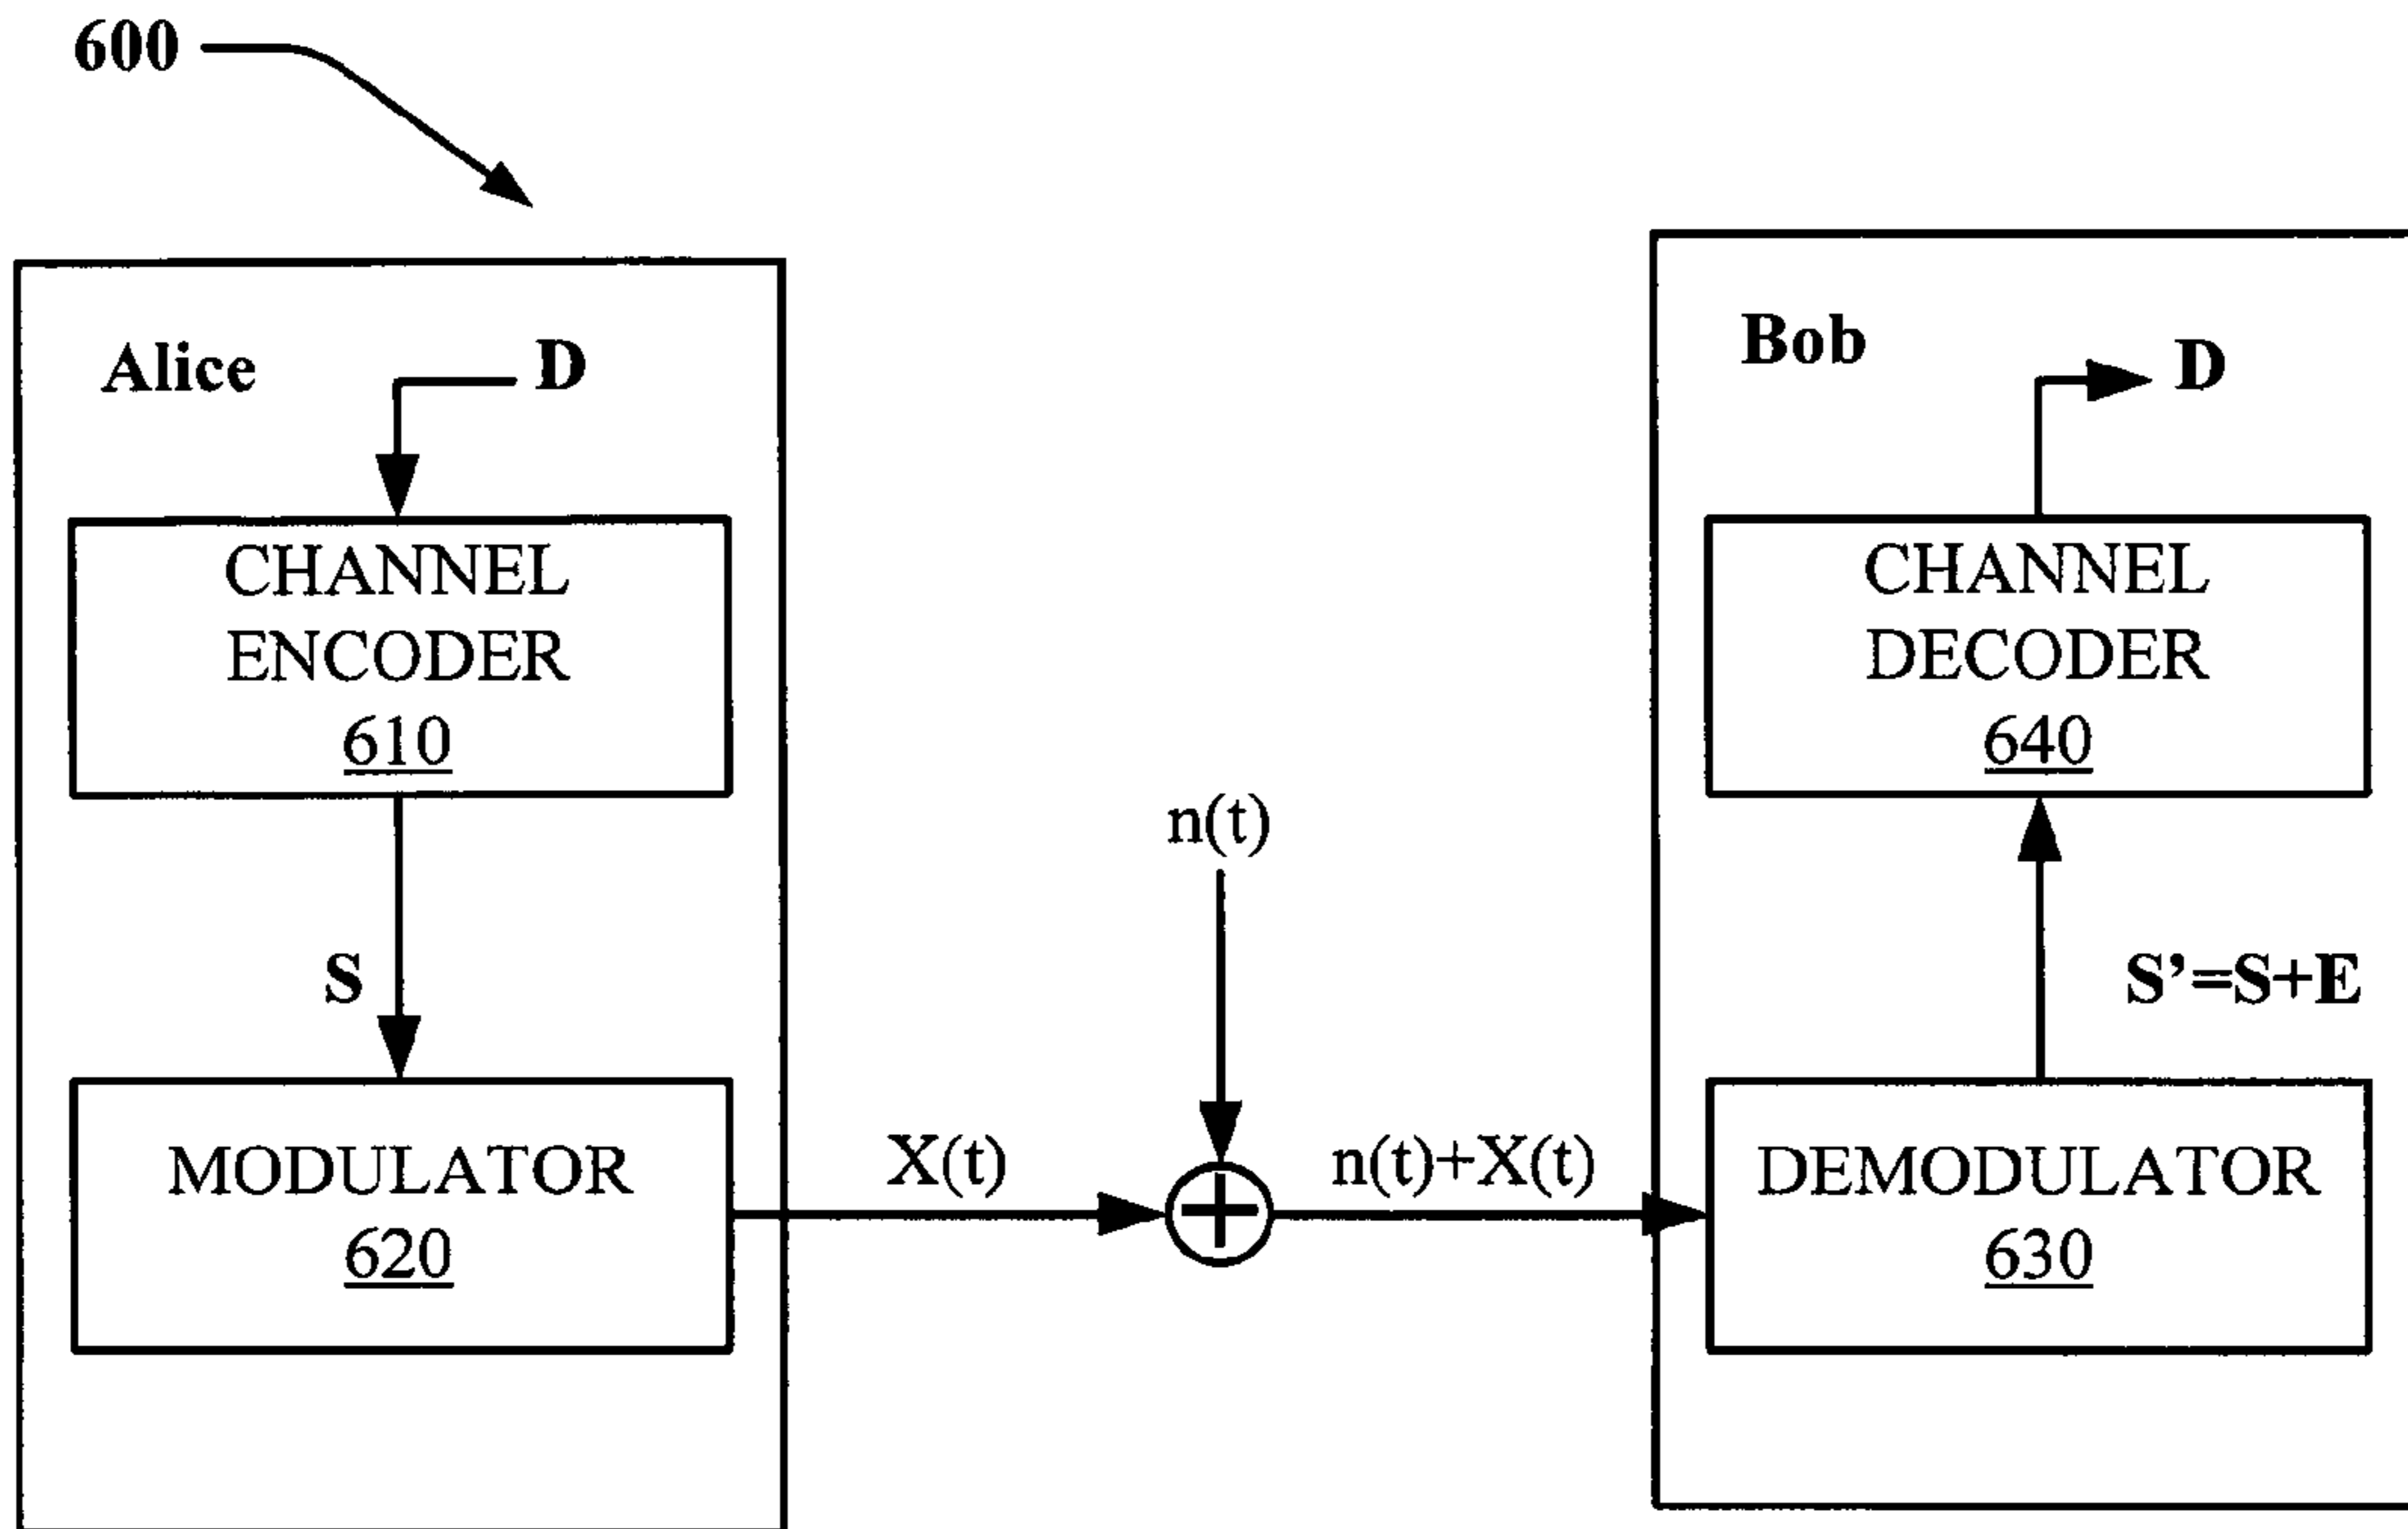 600
Alice
D
CHANNEL
ENCODER
610
S
MODULATOR
620
X(t)
n(t)
n(t)+X(t)
Bob
D
CHANNEL
DECODER
640
S’=S+E
DEMODULATOR
630